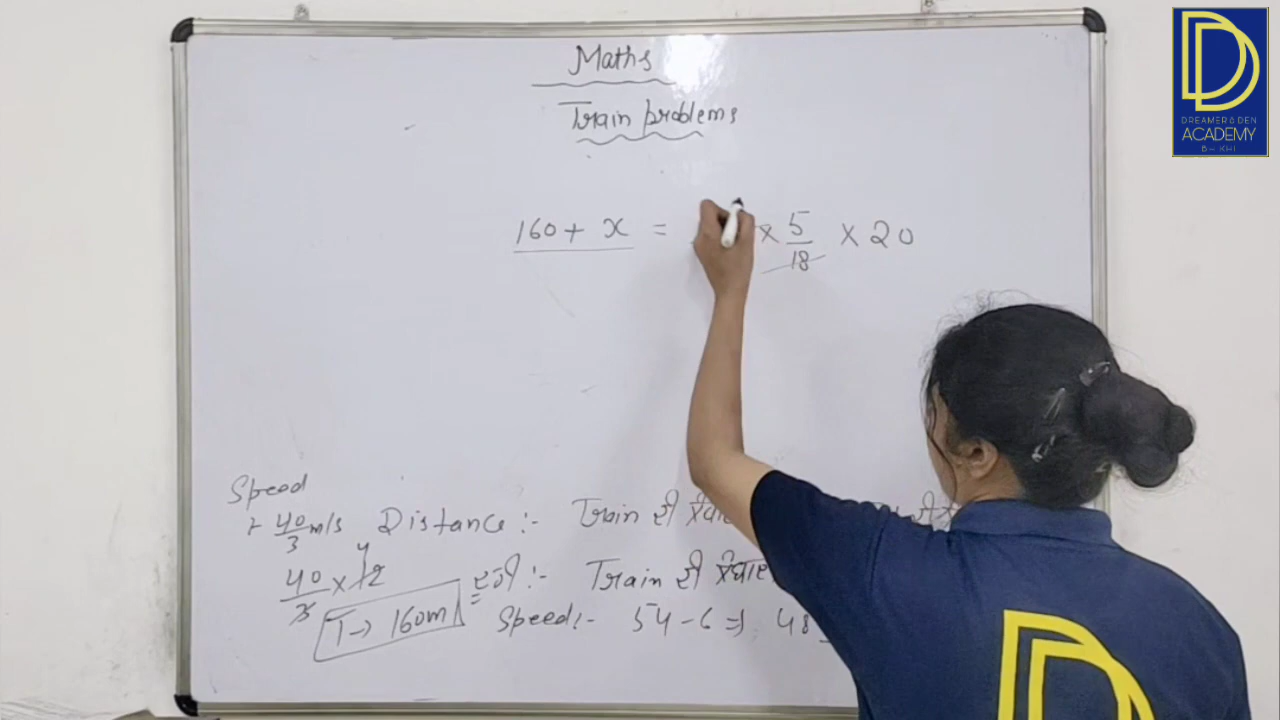 Maths
Train problems
160 + x = × 5/18 × 20
Speed
40/3 m/s Distance :- Train ਦੀ
40/3 × 12 4
ਦੂਰੀ :- Train ਦੀ
T → 160m
Speed :- 54 - 6 ⇒ 48
DREAMER'S DEN
ACADEMY